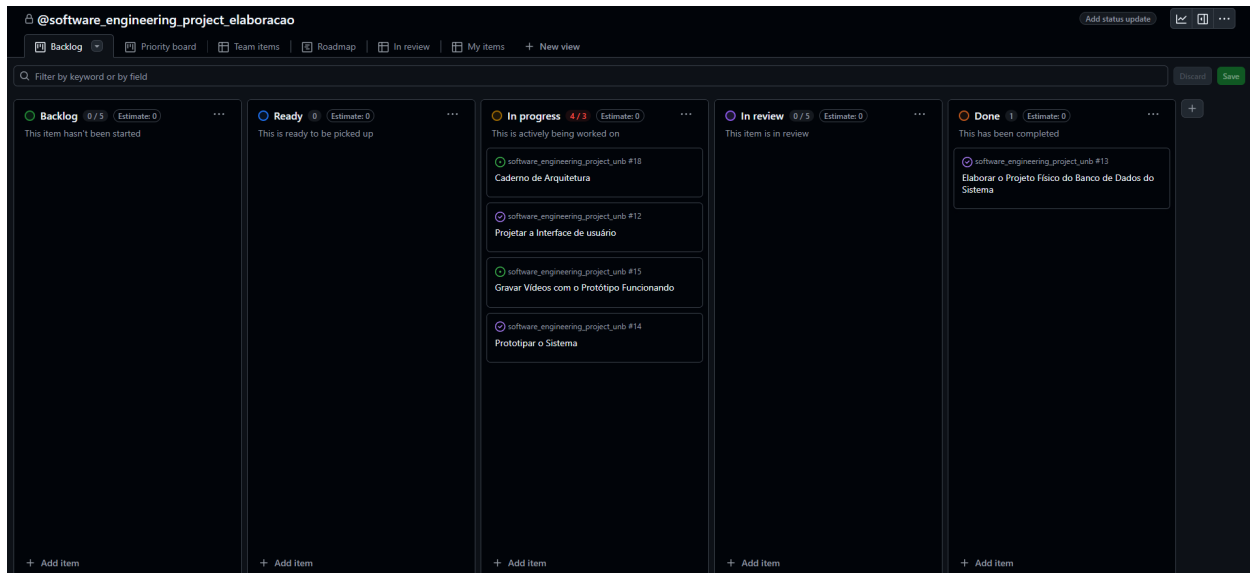 @software_engineering_project_elaboracao
Add status update
Backlog
Priority board
Team items
Roadmap
In review
My items
+ New view
Filter by keyword or by field
Discard
Save
Backlog 0 / 5 Estimate: 0
This item hasn't been started
+ Add item
Ready 0 Estimate: 0
This is ready to be picked up
+ Add item
In progress 4 / 3 Estimate: 0
This is actively being worked on
software_engineering_project_unb #18
Caderno de Arquitetura
software_engineering_project_unb #12
Projetar a Interface de usuário
software_engineering_project_unb #15
Gravar Vídeos com o Protótipo Funcionando
software_engineering_project_unb #14
Prototipar o Sistema
+ Add item
In review 0 / 5 Estimate: 0
This item is in review
+ Add item
Done 1 Estimate: 0
This has been completed
software_engineering_project_unb #13
Elaborar o Projeto Físico do Banco de Dados do
Sistema
+ Add item